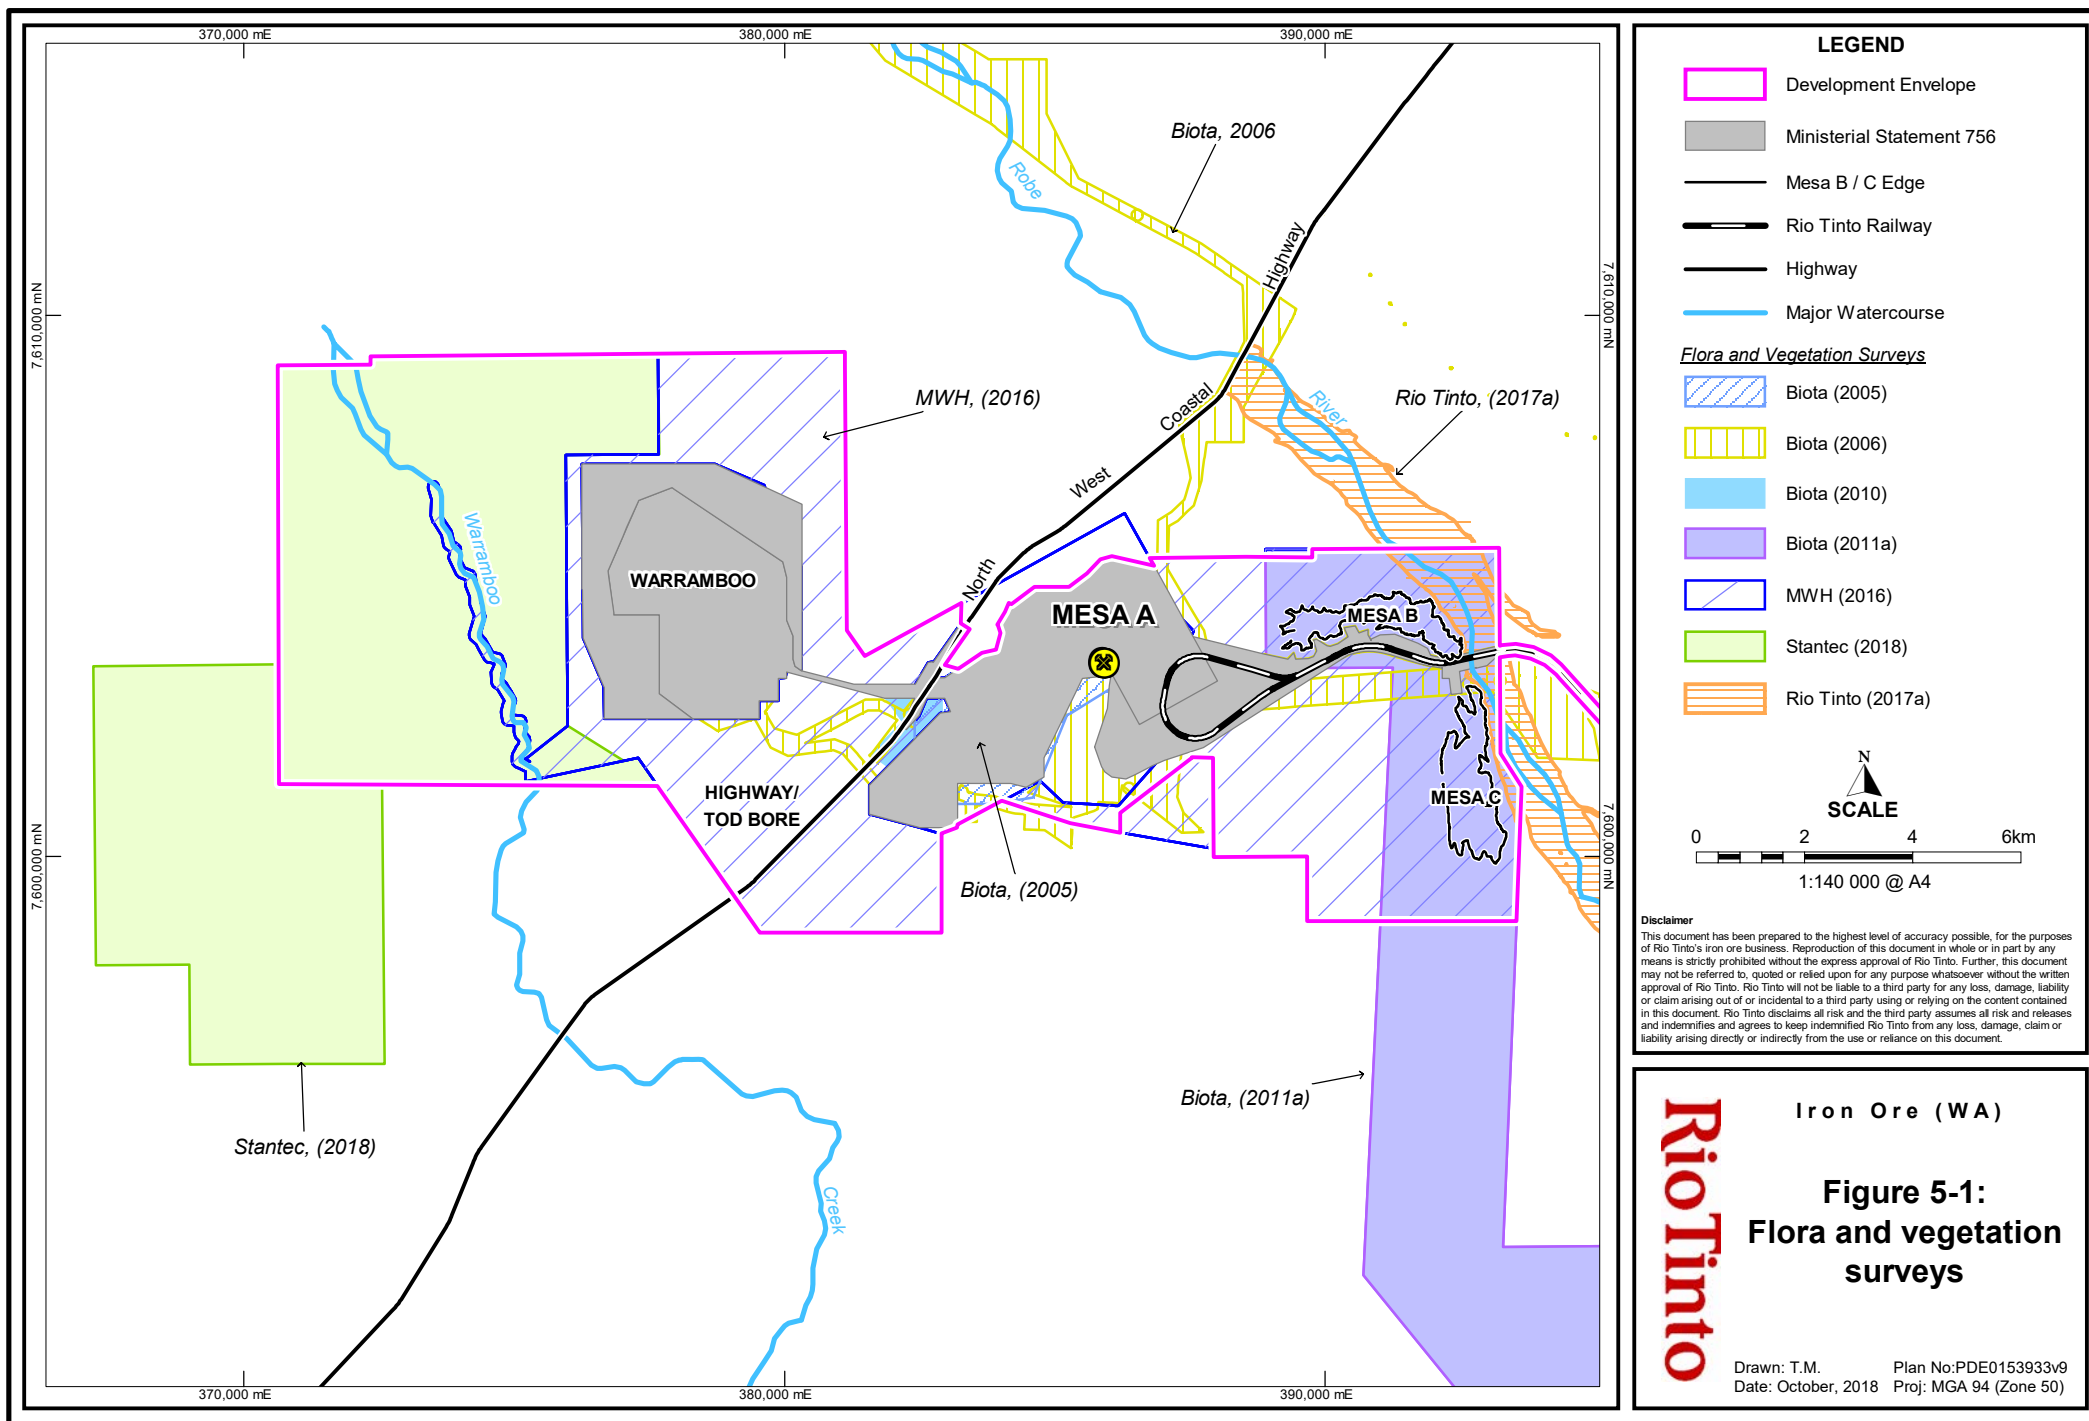 370,000 mE
380,000 mE
390,000 mE
7,610,000 mN
7,610,000 mN
7,600,000 mN
7,600,000 mN
Biota, 2006
Robe
Highway
MWH, (2016)
Coastal
River
Rio Tinto, (2017a)
West
Warramboo
WARRAMBOO
North
MESA A
MESA B
HIGHWAY/
TOD BORE
MESA C
Biota, (2005)
Biota, (2011a)
Stantec, (2018)
Creek
370,000 mE
380,000 mE
390,000 mE
LEGEND
Development Envelope
Ministerial Statement 756
Mesa B / C Edge
Rio Tinto Railway
Highway
Major Watercourse
Flora and Vegetation Surveys
Biota (2005)
Biota (2006)
Biota (2010)
Biota (2011a)
MWH (2016)
Stantec (2018)
Rio Tinto (2017a)
N
SCALE
0 2 4 6km
1:140 000 @ A4
Disclaimer
This document has been prepared to the highest level of accuracy possible, for the purposes
of Rio Tinto's iron ore business. Reproduction of this document in whole or in part by any
means is strictly prohibited without the express approval of Rio Tinto. Further, this document
may not be referred to, quoted or relied upon for any purpose whatsoever without the written
approval of Rio Tinto. Rio Tinto will not be liable to a third party for any loss, damage, liability
or claim arising out of or incidental to a third party using or relying on the content contained
in this document. Rio Tinto disclaims all risk and the third party assumes all risk and releases
and indemnifies and agrees to keep indemnified Rio Tinto from any loss, damage, claim or
liability arising directly or indirectly from the use or reliance on this document.
RioTinto
Iron Ore (WA)
Figure 5-1:
Flora and vegetation
surveys
Drawn: T.M. Plan No:PDE0153933v9
Date: October, 2018 Proj: MGA 94 (Zone 50)